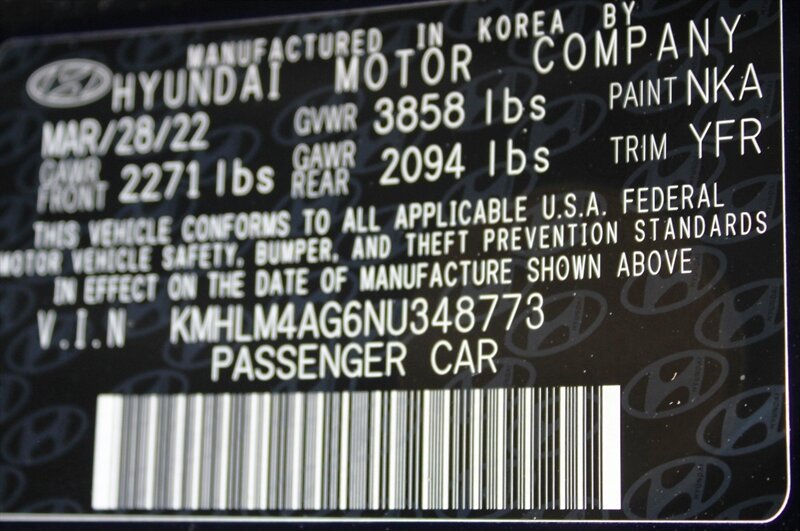 MANUFACTURED IN KOREA BY
HYUNDAI MOTOR COMPANY
MAR/28/22 GVWR 3858 lbs PAINT NKA
GAWR FRONT 2271 lbs GAWR REAR 2094 lbs TRIM YFR
THIS VEHICLE CONFORMS TO ALL APPLICABLE U.S.A. FEDERAL
MOTOR VEHICLE SAFETY, BUMPER, AND THEFT PREVENTION STANDARDS
IN EFFECT ON THE DATE OF MANUFACTURE SHOWN ABOVE
V.I.N KMHLM4AG6NU348773
PASSENGER CAR